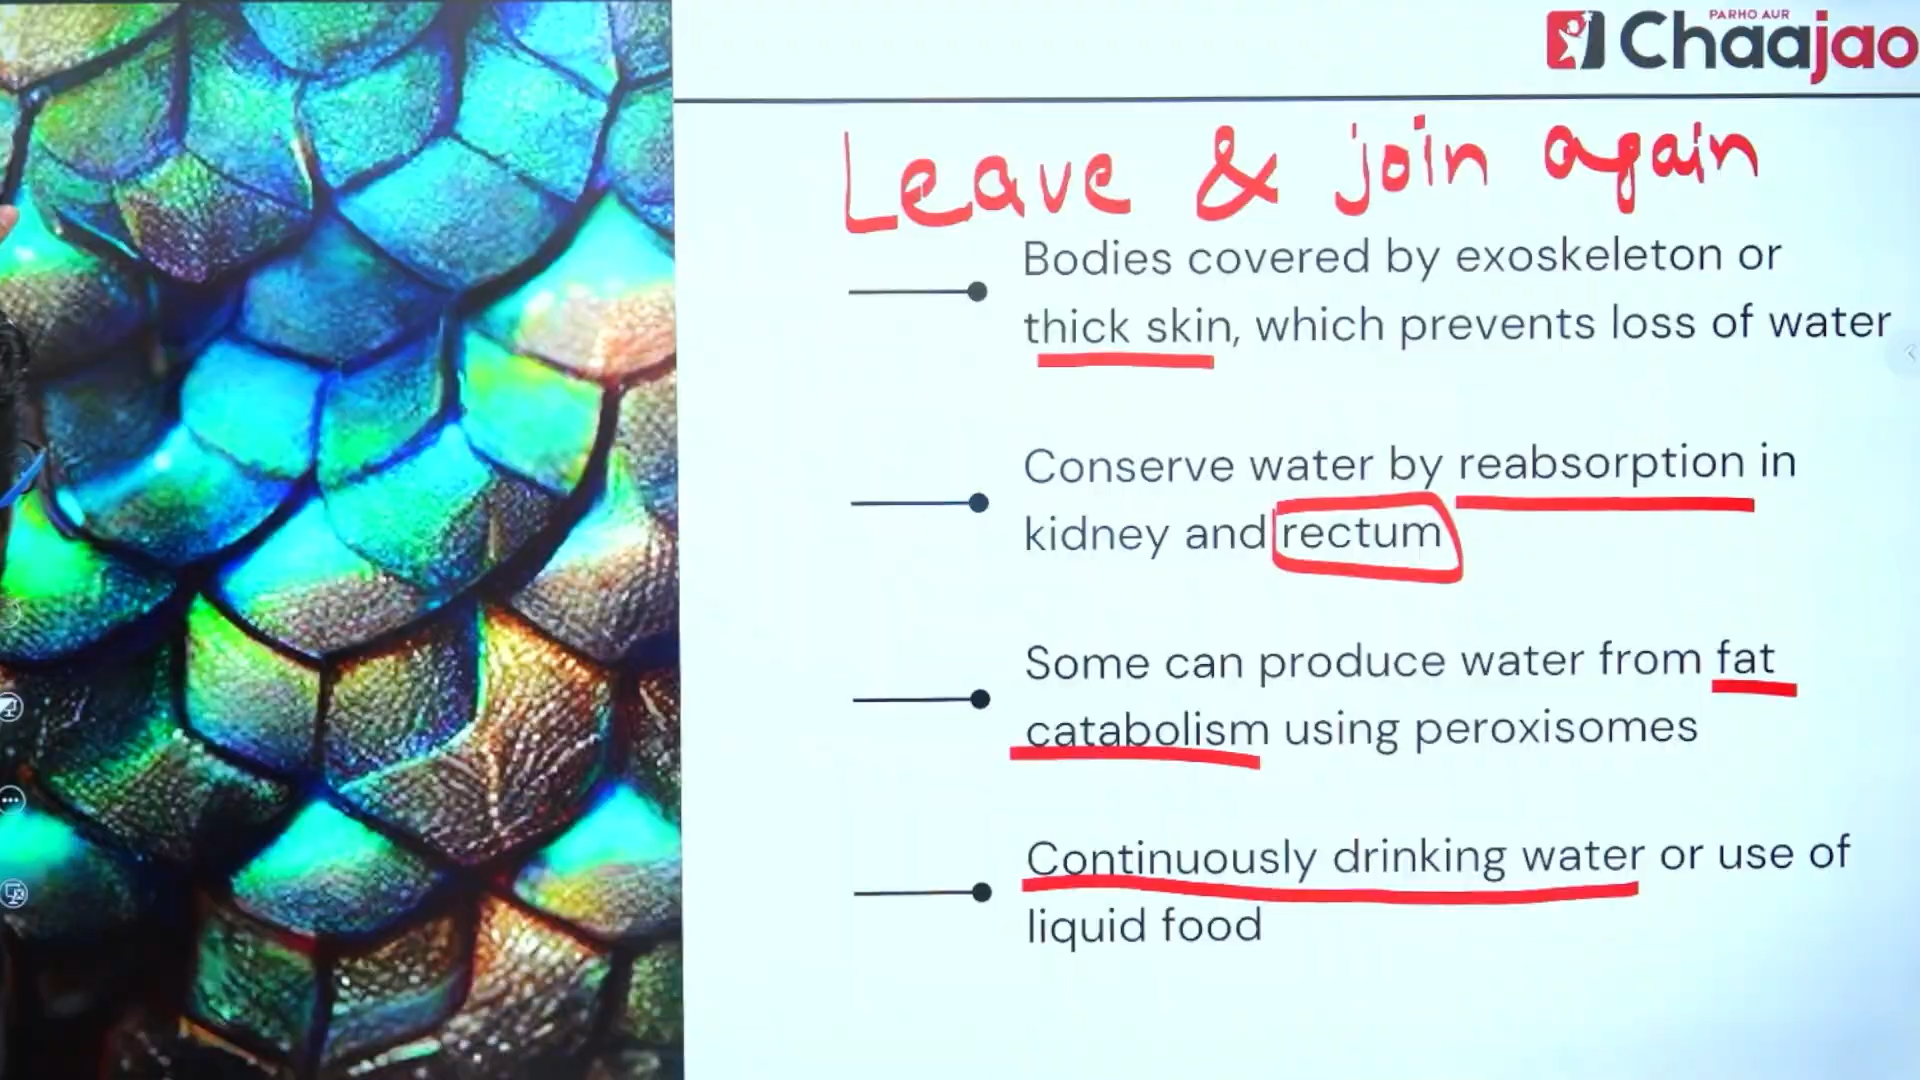 PARHO AUR
Chaajao
Leave & join again
Bodies covered by exoskeleton or
thick skin, which prevents loss of water
Conserve water by reabsorption in
kidney and rectum
Some can produce water from fat
catabolism using peroxisomes
Continuously drinking water or use of
liquid food